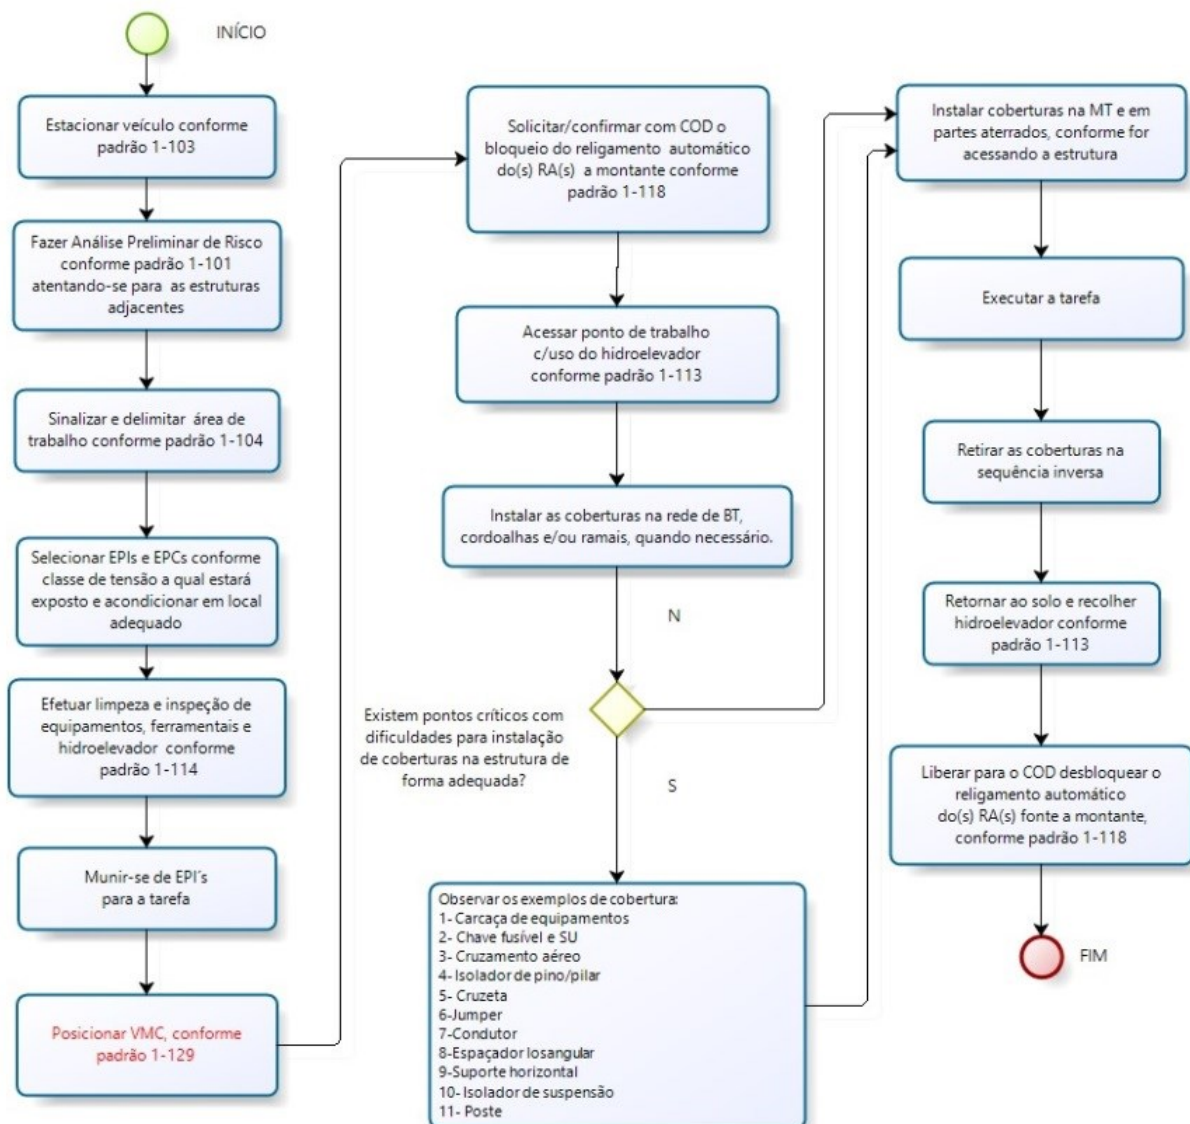 INÍCIO
Estacionar veículo conforme
padrão 1-103
Fazer Análise Preliminar de Risco
conforme padrão 1-101
atentando-se para as estruturas
adjacentes
Sinalizar e delimitar área de
trabalho conforme padrão 1-104
Selecionar EPIs e EPCs conforme
classe de tensão a qual estará
exposto e acondicionar em local
adequado
Efetuar limpeza e inspeção de
equipamentos, ferramentais e
hidroelevador conforme
padrão 1-114
Munir-se de EPI´s
para a tarefa
Posicionar VMC, conforme
padrão 1-129
Solicitar/confirmar com COD o
bloqueio do religamento automático
do(s) RA(s) a montante conforme
padrão 1-118
Acessar ponto de trabalho
c/uso do hidroelevador
conforme padrão 1-113
Instalar as coberturas na rede de BT,
cordoalhas e/ou ramais, quando necessário.
N
Existem pontos críticos com
dificuldades para instalação
de coberturas na estrutura de
forma adequada?
S
Observar os exemplos de cobertura:
1- Carcaça de equipamentos
2- Chave fusível e SU
3- Cruzamento aéreo
4- Isolador de pino/pilar
5- Cruzeta
6-Jumper
7-Condutor
8-Espaçador losangular
9-Suporte horizontal
10- Isolador de suspensão
11- Poste
Instalar coberturas na MT e em
partes aterrados, conforme for
acessando a estrutura
Executar a tarefa
Retirar as coberturas na
sequência inversa
Retornar ao solo e recolher
hidroelevador conforme
padrão 1-113
Liberar para o COD desbloquear o
religamento automático
do(s) RA(s) fonte a montante,
conforme padrão 1-118
FIM